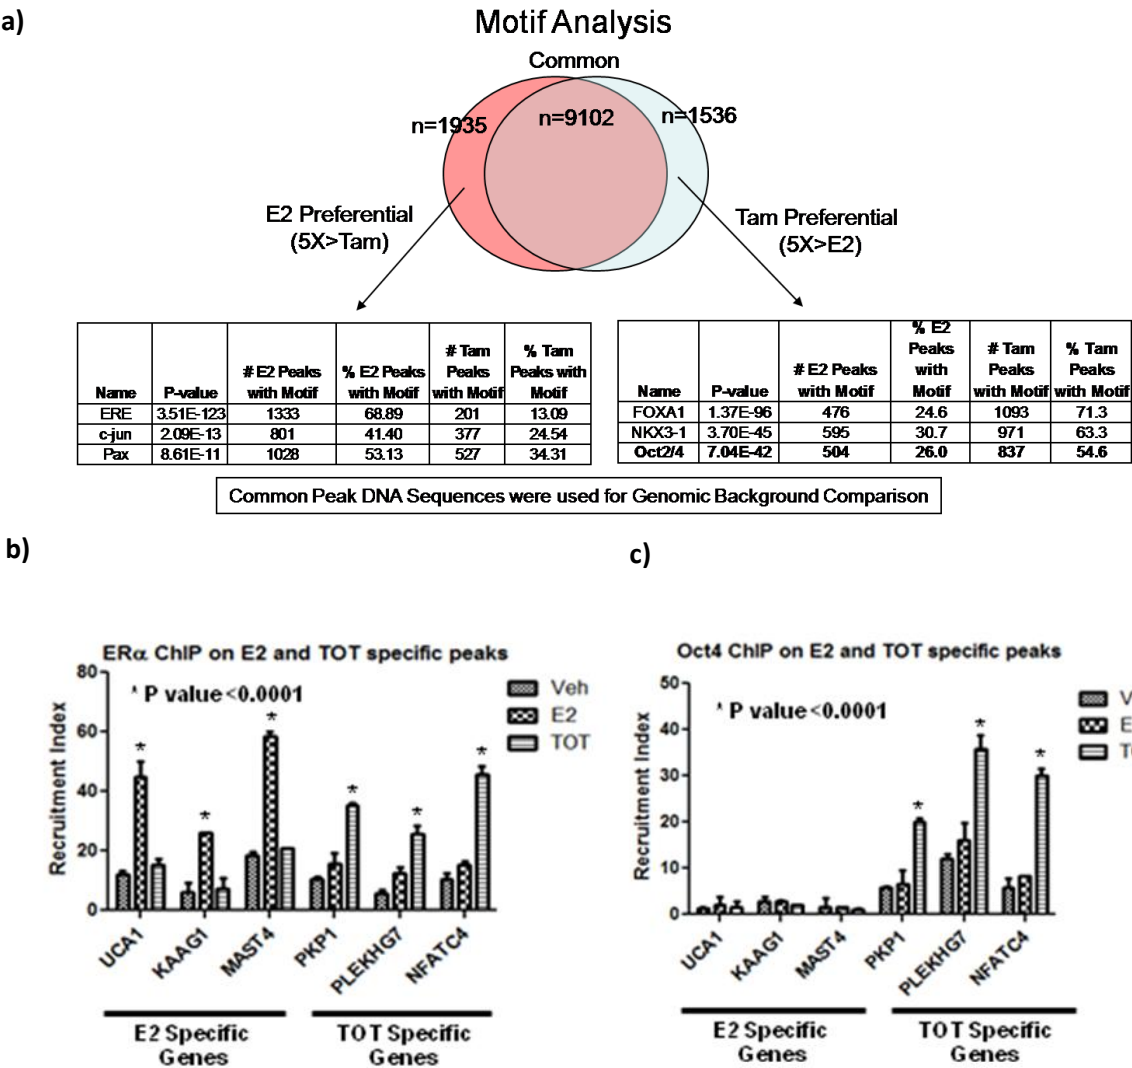 a)
Motif Analysis
Common
n=1935
n=9102
n=1536
E2 Preferential
(5X>Tam)
Tam Preferential
(5X>E2)
Name P-value # E2 Peaks with Motif % E2 Peaks with Motif # Tam Peaks with Motif % Tam Peaks with Motif
ERE 3.51E-123 1333 68.89 201 13.09
c-jun 2.09E-13 801 41.40 377 24.54
Pax 8.61E-11 1028 53.13 527 34.31
Name P-value # E2 Peaks with Motif % E2 Peaks with Motif # Tam Peaks with Motif % Tam Peaks with Motif
FOXA1 1.37E-96 476 24.6 1093 71.3
NKX3-1 3.70E-45 595 30.7 971 63.3
Oct2/4 7.04E-42 504 26.0 837 54.6
Common Peak DNA Sequences were used for Genomic Background Comparison
b)
ERα ChIP on E2 and TOT specific peaks
* P value<0.0001
Veh
E2
TOT
Recruitment Index
80
60
40
20
0
* * * * * *
UCA1 KAAG1 MAST4 PKP1 PLEKHG7 NFATC4
E2 Specific
Genes
TOT Specific
Genes
c)
Oct4 ChIP on E2 and TOT specific peaks
* P value<0.0001
V
E
T
Recruitment Index
50
40
30
20
10
0
* * *
UCA1 KAAG1 MAST4 PKP1 PLEKHG7 NFATC4
E2 Specific
Genes
TOT Specific
Genes